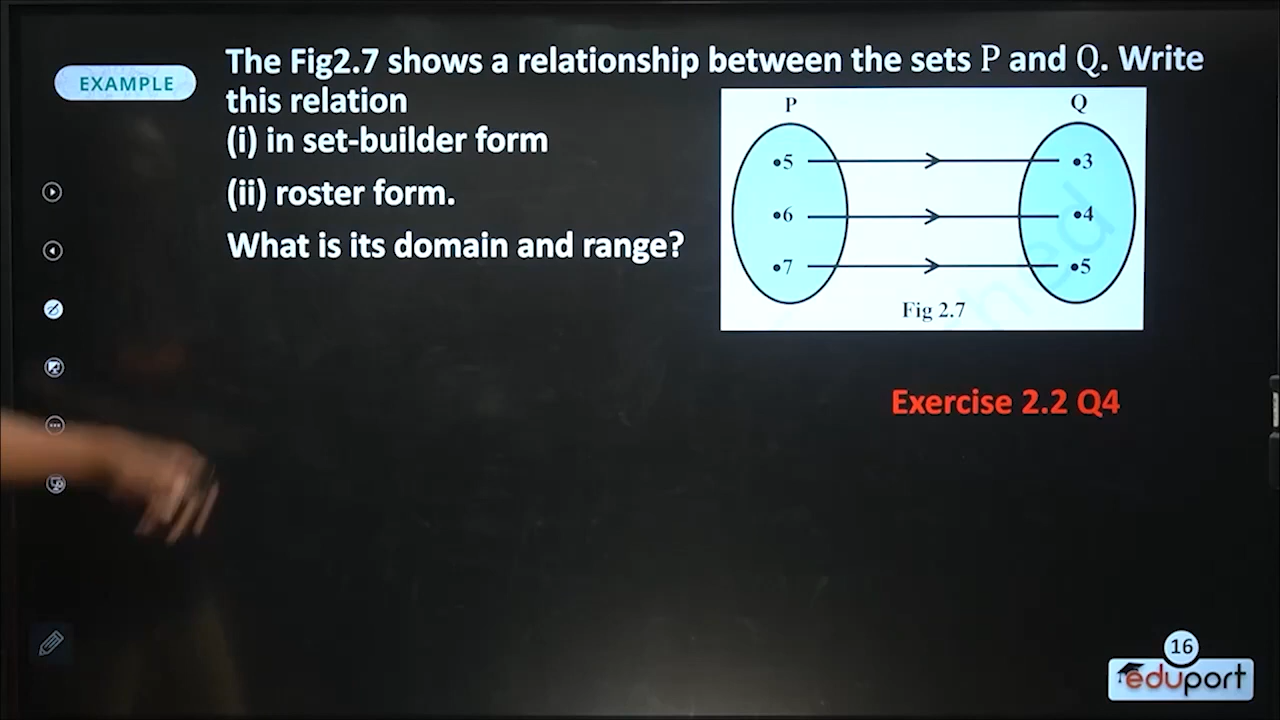 EXAMPLE
The Fig2.7 shows a relationship between the sets P and Q. Write
this relation
(i) in set-builder form
(ii) roster form.
What is its domain and range?
P Q
•5 •3
•6 •4
•7 •5
Fig 2.7
Exercise 2.2 Q4
16
eduport